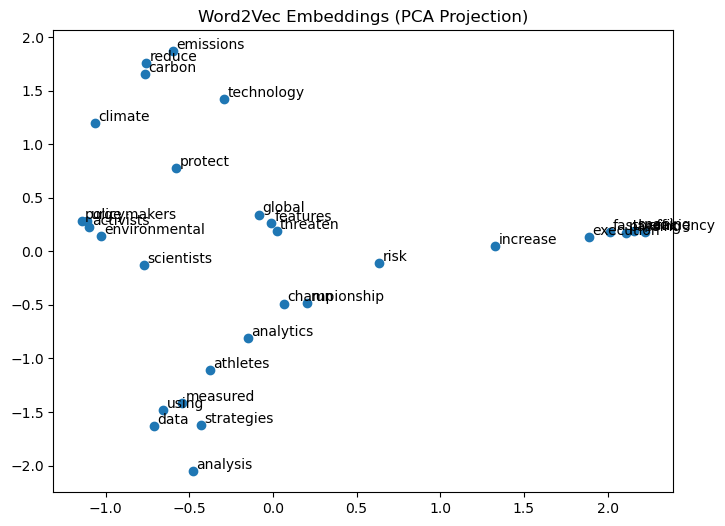 Word2Vec Embeddings (PCA Projection)
2.0
emissions
reduce
carbon
1.5
technology
climate
1.0
protect
0.5
global
policymakers
features
activists
threaten
environmental
execution
increase
0.0
scientists
risk
−0.5
analytics
−1.0
athletes
measured
using
−1.5
data
strategies
analysis
−2.0
−1.0 −0.5 0.0 0.5 1.0 1.5 2.0